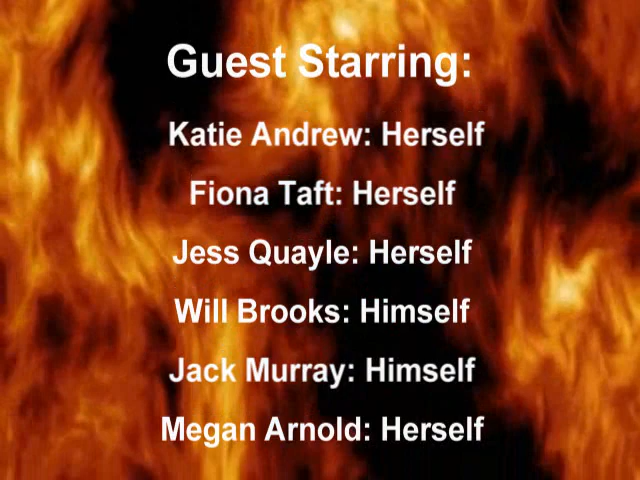 Guest Starring:
Katie Andrew: Herself
Fiona Taft: Herself
Jess Quayle: Herself
Will Brooks: Himself
Jack Murray: Himself
Megan Arnold: Herself